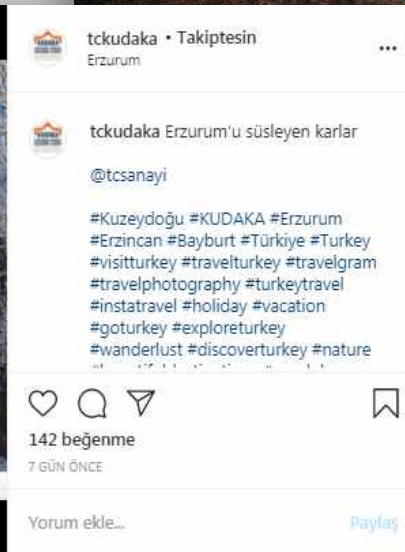 tckudaka • Takiptesin
Erzurum
tckudaka Erzurum'u süsleyen karlar
@tcsanayi
#Kuzeydoğu #KUDAKA #Erzurum
#Erzincan #Bayburt #Türkiye #Turkey
#visitturkey #travelturkey #travelgram
#travelphotography #turkeytravel
#instatravel #holiday #vacation
#goturkey #exploreturkey
#wanderlust #discoverturkey #nature
142 beğenme
7 GÜN ÖNCE
Yorum ekle... Paylaş